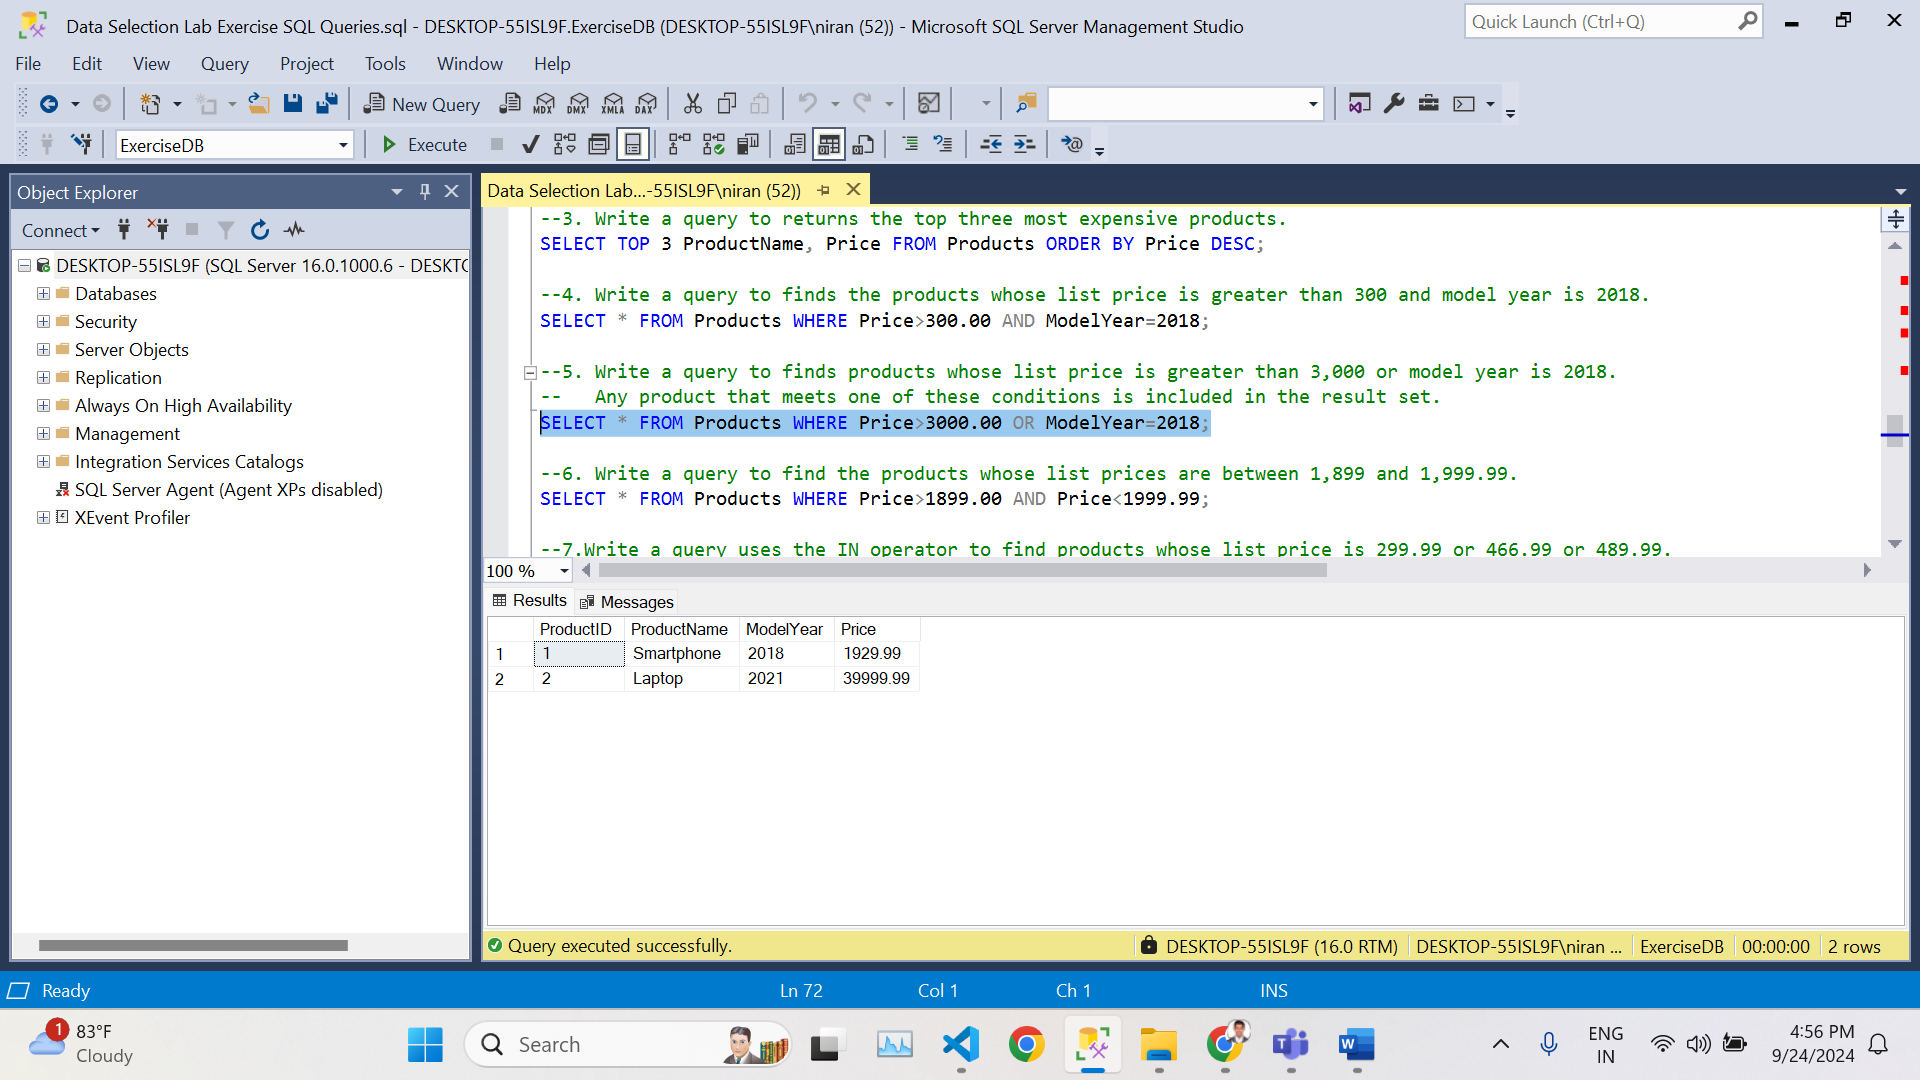 Data Selection Lab Exercise SQL Queries.sql - DESKTOP-55ISL9F.ExerciseDB (DESKTOP-55ISL9F\niran (52)) - Microsoft SQL Server Management Studio
Quick Launch (Ctrl+Q)
File Edit View Query Project Tools Window Help
New Query MDX DMX XMLA DAX
ExerciseDB Execute
Object Explorer
Connect
DESKTOP-55ISL9F (SQL Server 16.0.1000.6 - DESKTO
Databases
Security
Server Objects
Replication
Always On High Availability
Management
Integration Services Catalogs
SQL Server Agent (Agent XPs disabled)
XEvent Profiler
Data Selection Lab...-55ISL9F\niran (52))
--3. Write a query to returns the top three most expensive products.
SELECT TOP 3 ProductName, Price FROM Products ORDER BY Price DESC;
--4. Write a query to finds the products whose list price is greater than 300 and model year is 2018.
SELECT * FROM Products WHERE Price>300.00 AND ModelYear=2018;
--5. Write a query to finds products whose list price is greater than 3,000 or model year is 2018.
--   Any product that meets one of these conditions is included in the result set.
SELECT * FROM Products WHERE Price>3000.00 OR ModelYear=2018;
--6. Write a query to find the products whose list prices are between 1,899 and 1,999.99.
SELECT * FROM Products WHERE Price>1899.00 AND Price<1999.99;
--7.Write a query uses the IN operator to find products whose list price is 299.99 or 466.99 or 489.99.
100 %
Results Messages
ProductID ProductName ModelYear Price
1 1 Smartphone 2018 1929.99
2 2 Laptop 2021 39999.99
Query executed successfully. DESKTOP-55ISL9F (16.0 RTM) DESKTOP-55ISL9F\niran ... ExerciseDB 00:00:00 2 rows
Ready Ln 72 Col 1 Ch 1 INS
1 83°F
Cloudy
Search
ENG
IN
4:56 PM
9/24/2024